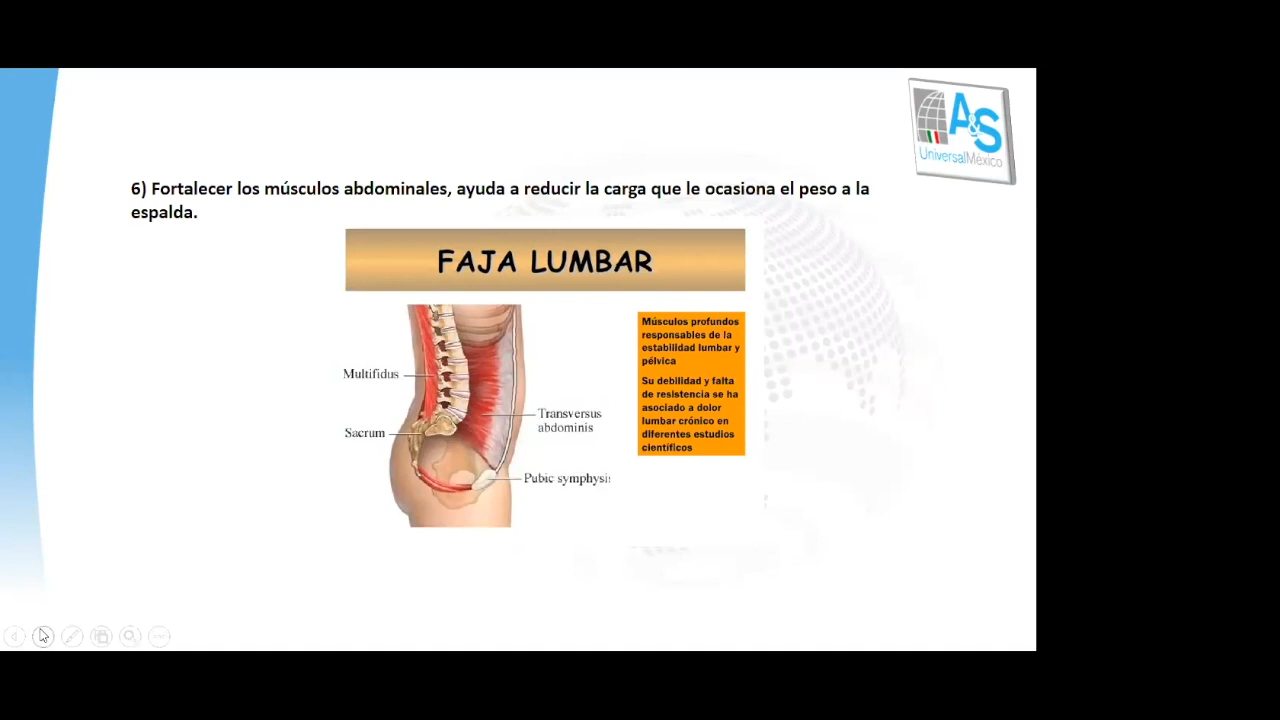 A&S
UniversalMéxico
6) Fortalecer los músculos abdominales, ayuda a reducir la carga que le ocasiona el peso a la
espalda.
FAJA LUMBAR
Multifidus
Sacrum
Transversus
abdominis
Pubic symphysis
Músculos profundos
responsables de la
estabilidad lumbar y
pélvica
Su debilidad y falta
de resistencia se ha
asociado a dolor
lumbar crónico en
diferentes estudios
científicos